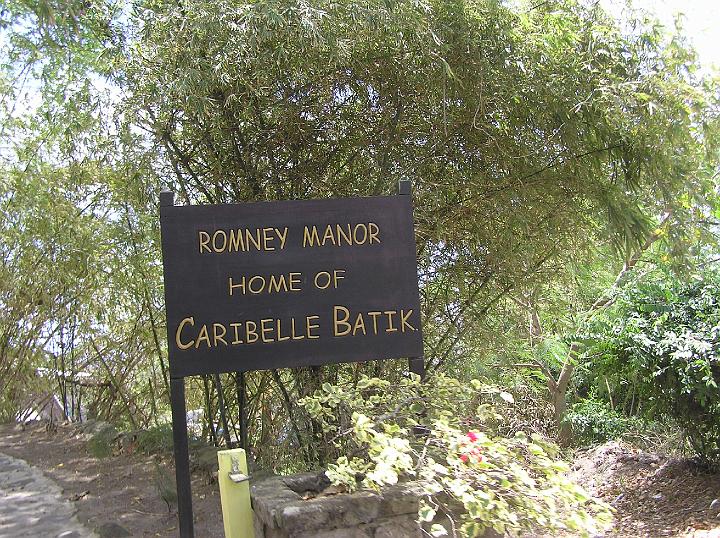 ROMNEY MANOR
HOME OF
CARIBELLE BATIK